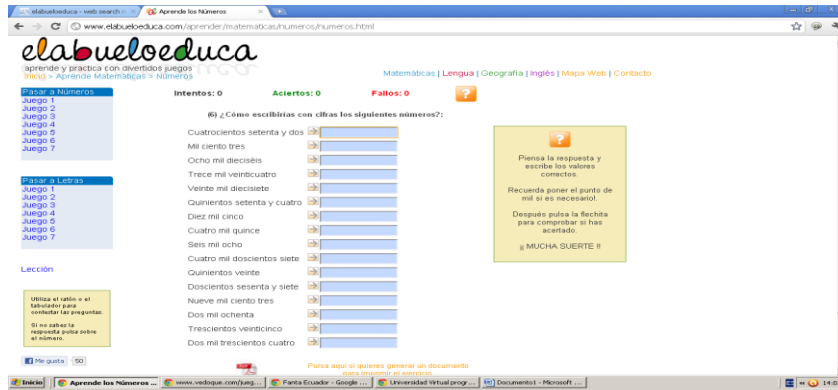 elabueloeduca - web search
Aprende los Números
www.elabueloeduca.com/aprender/matematicas/numeros/numeros.html
elabueloeduca
aprende y practica con divertidos juegos
Inicio > Aprende Matemáticas > Números
Matemáticas | Lengua | Geografía | Inglés | Mapa Web | Contacto
Pasar a Números
Juego 1
Juego 2
Juego 3
Juego 4
Juego 5
Juego 6
Juego 7
Pasar a Letras
Juego 1
Juego 2
Juego 3
Juego 4
Juego 5
Juego 6
Juego 7
Lección
Utiliza el ratón o el
tabulador para
contestar las preguntas.
Si no sabes la
respuesta pulsa sobre
el número.
Me gusta 50
Intentos: 0 Aciertos: 0 Fallos: 0 ?
(6) ¿Cómo escribirías con cifras los siguientes números?:
Cuatrocientos setenta y dos
Mil ciento tres
Ocho mil dieciséis
Trece mil veinticuatro
Veinte mil diecisiete
Quinientos setenta y cuatro
Diez mil cinco
Cuatro mil quince
Seis mil ocho
Cuatro mil doscientos siete
Quinientos veinte
Doscientos sesenta y siete
Nueve mil ciento tres
Dos mil ochenta
Trescientos veinticinco
Dos mil trescientos cuatro
Pulsa aquí si quieres generar un documento
para imprimir el ejercicio
?
Piensa la respuesta y
escribe los valores
correctos.
Recuerda poner el punto de
mil si es necesario!.
Después pulsa la flechita
para comprobar si has
acertado.
¡¡ MUCHA SUERTE !!
Inicio
Aprende los Números ...
www.vedoque.com/jueg...
Fanta Ecuador - Google ...
Universidad Virtual progr...
Documento1 - Microsoft ...